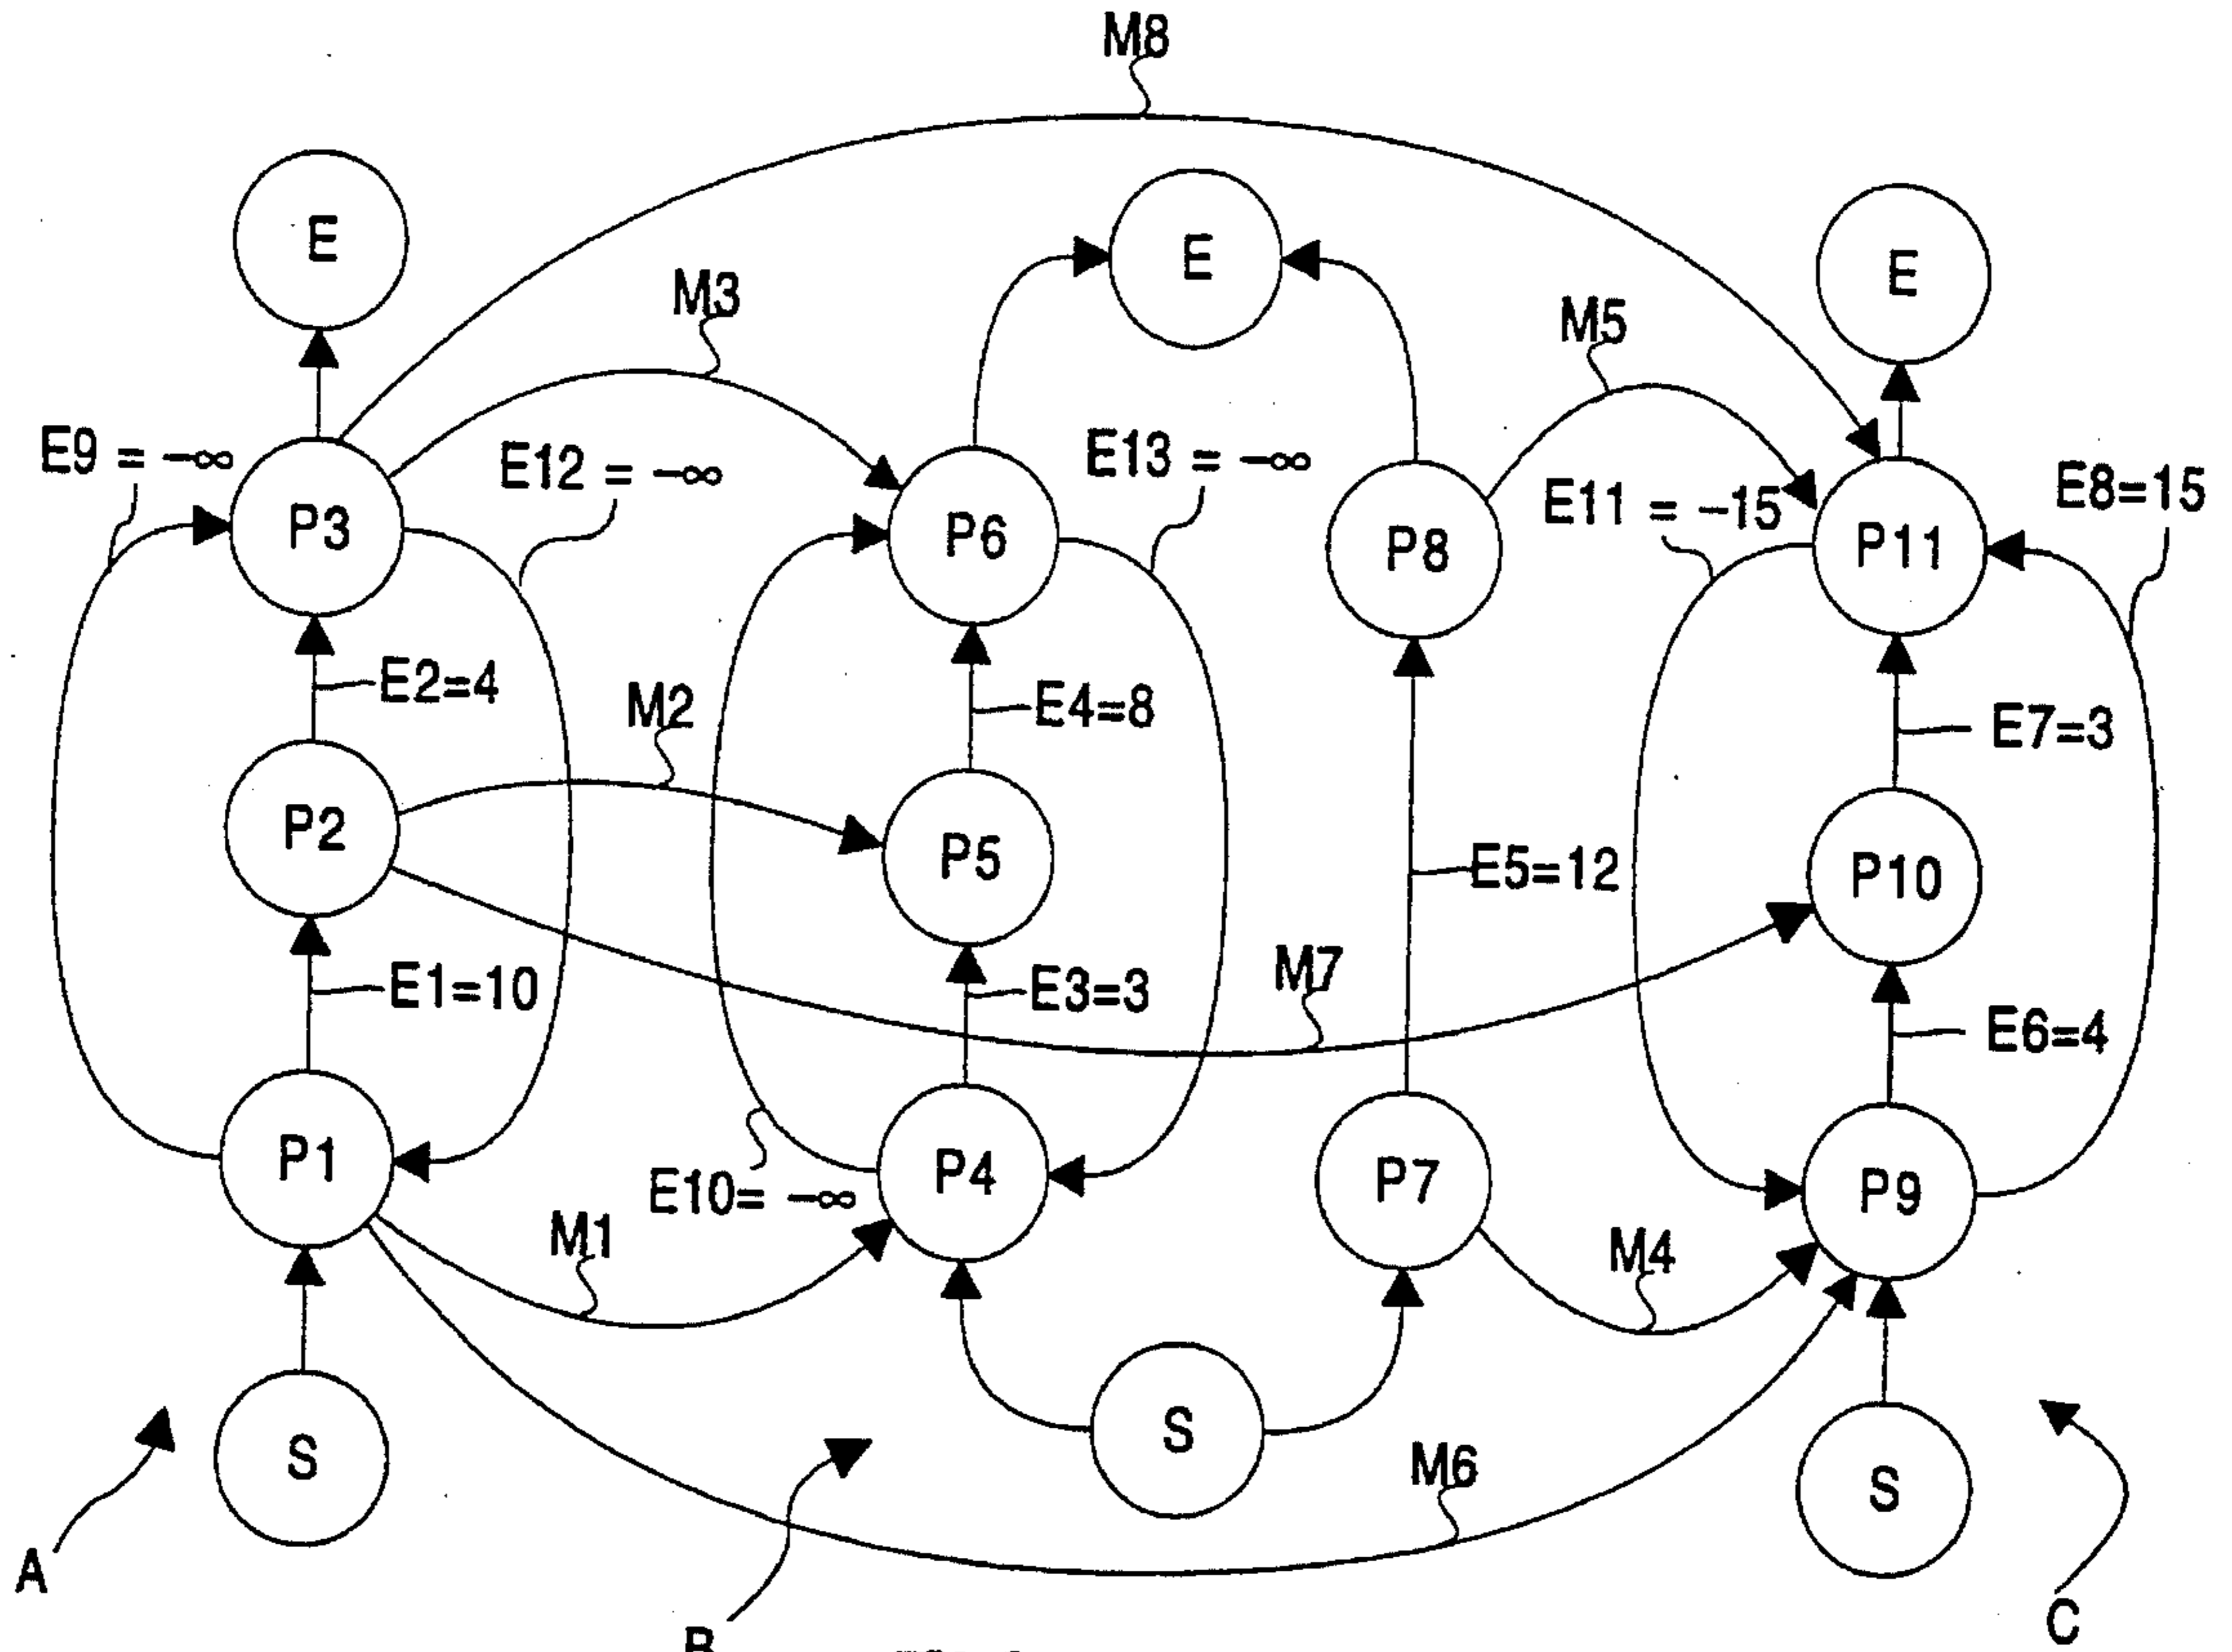 M8
E
E
E
M3
M5
E9 = -∞
E12 = -∞
E13 = -∞
E11 = -15
E8=15
P3
P6
P8
P11
E2=4
M2
E4=8
E7=3
P2
P5
E5=12
P10
E1=10
E3=3
M7
E6=4
P1
P4
P7
P9
E10= -∞
M1
M4
S
S
S
M6
A
B
C